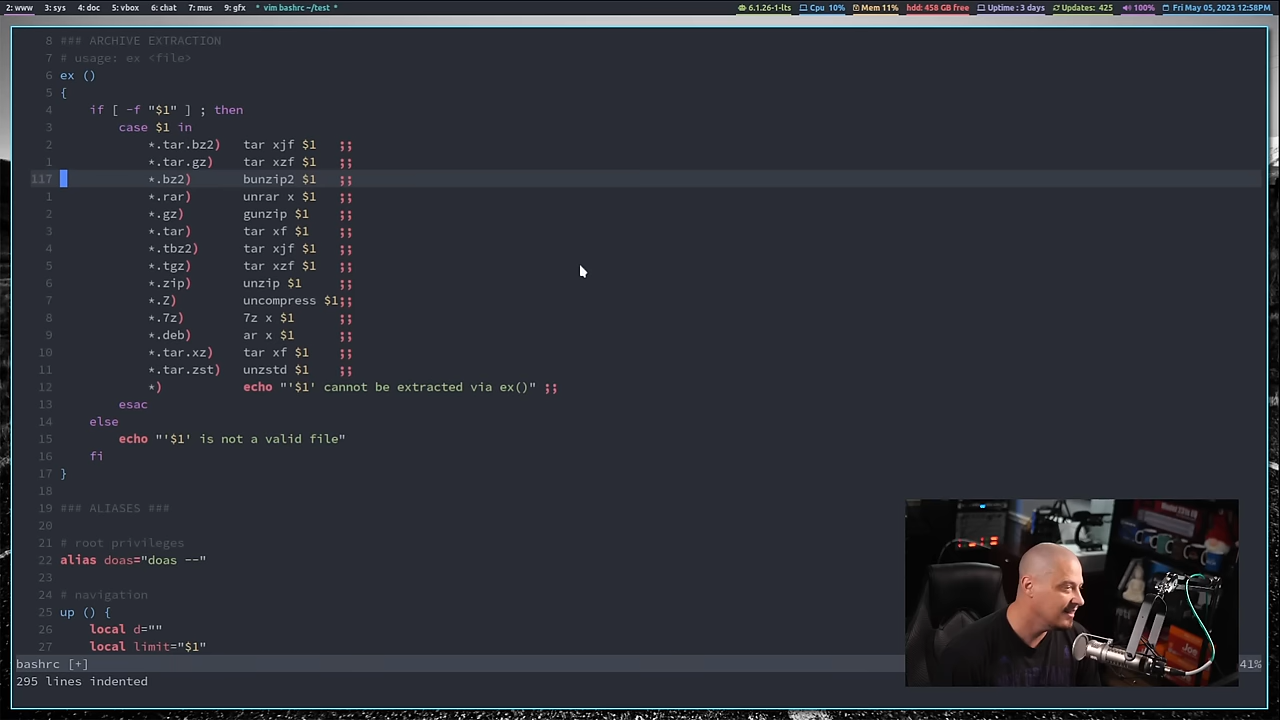 2: www 3: sys 4: doc 5: vbox 6: chat 7: mus 9: gfx * vim bashrc ~/test * 6.1.26-1-lts Cpu 10% Mem 11% hdd: 458 GB free Uptime : 3 days Updates: 425 100% Fri May 05, 2023 12:58PM
8 ### ARCHIVE EXTRACTION
7 # usage: ex <file>
6 ex ()
5 {
4 if [ -f "$1" ] ; then
3 case $1 in
2 *.tar.bz2) tar xjf $1 ;;
1 *.tar.gz) tar xzf $1 ;;
117 *.bz2) bunzip2 $1 ;;
1 *.rar) unrar x $1 ;;
2 *.gz) gunzip $1 ;;
3 *.tar) tar xf $1 ;;
4 *.tbz2) tar xjf $1 ;;
5 *.tgz) tar xzf $1 ;;
6 *.zip) unzip $1 ;;
7 *.Z) uncompress $1;;
8 *.7z) 7z x $1 ;;
9 *.deb) ar x $1 ;;
10 *.tar.xz) tar xf $1 ;;
11 *.tar.zst) unzstd $1 ;;
12 *) echo "'$1' cannot be extracted via ex()" ;;
13 esac
14 else
15 echo "'$1' is not a valid file"
16 fi
17 }
18
19 ### ALIASES ###
20
21 # root privileges
22 alias doas="doas --"
23
24 # navigation
25 up () {
26 local d=""
27 local limit="$1"
bashrc [+] 41%
295 lines indented